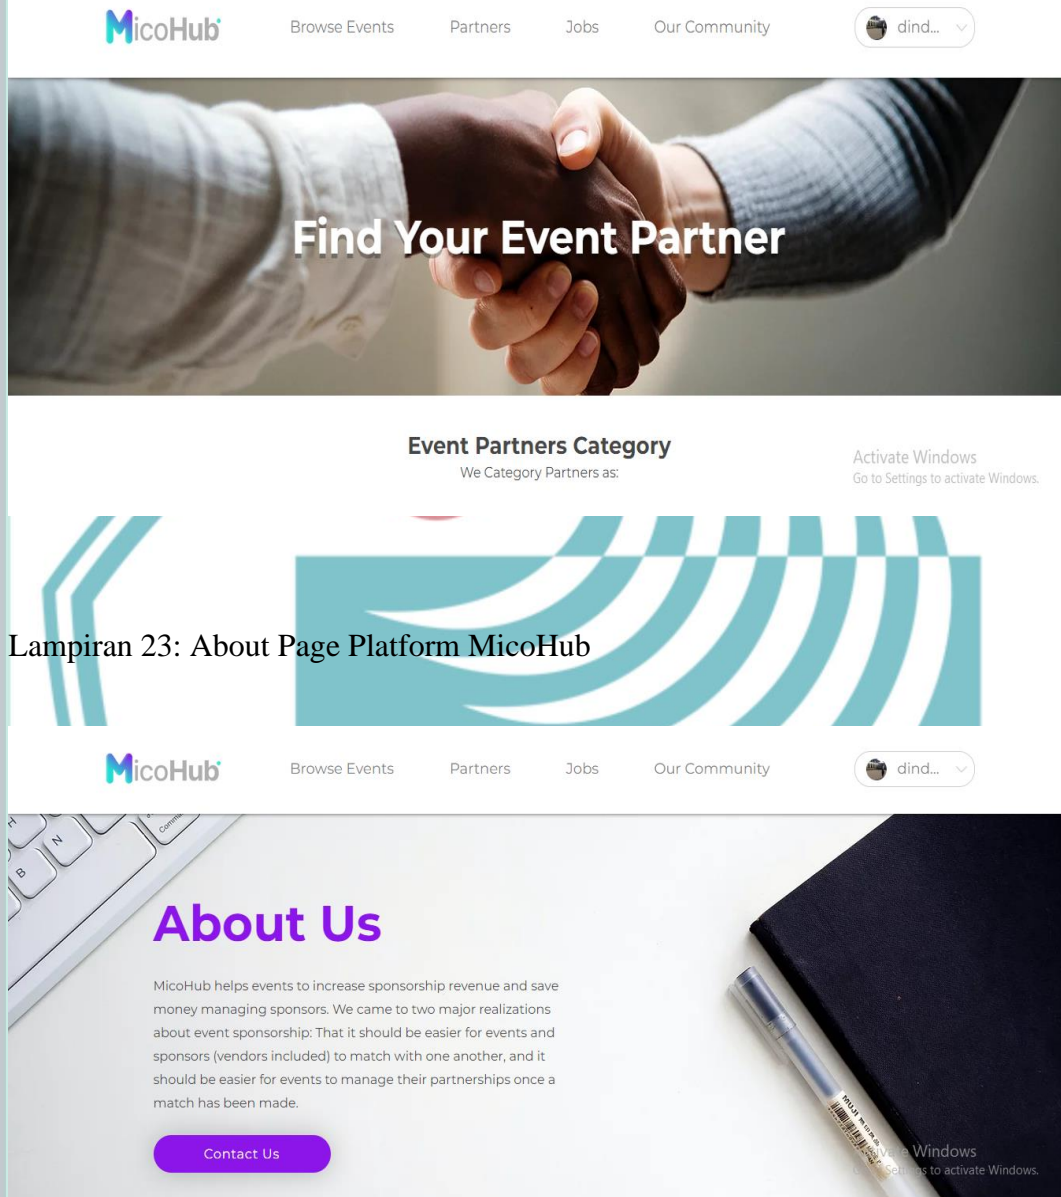 MicoHub
Browse Events
Partners
Jobs
Our Community
dind...
Find Your Event Partner
Event Partners Category
We Category Partners as:
Activate Windows
Go to Settings to activate Windows.
Lampiran 23: About Page Platform MicoHub
MicoHub
Browse Events
Partners
Jobs
Our Community
dind...
N
B
About Us
MicoHub helps events to increase sponsorship revenue and save
money managing sponsors. We came to two major realizations
about event sponsorship: That it should be easier for events and
sponsors (vendors included) to match with one another, and it
should be easier for events to manage their partnerships once a
match has been made.
Contact Us
MUJI
Windows
to activate Windows.